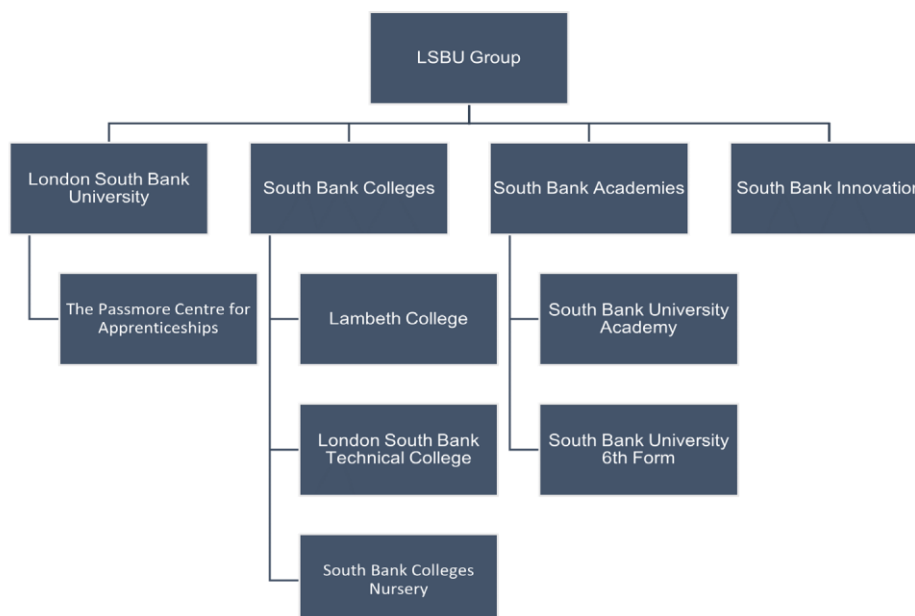 LSBU Group
London South Bank
University
South Bank Colleges
South Bank Academies
South Bank Innovation
The Passmore Centre for
Apprenticeships
Lambeth College
South Bank University
Academy
London South Bank
Technical College
South Bank University
6th Form
South Bank Colleges
Nursery